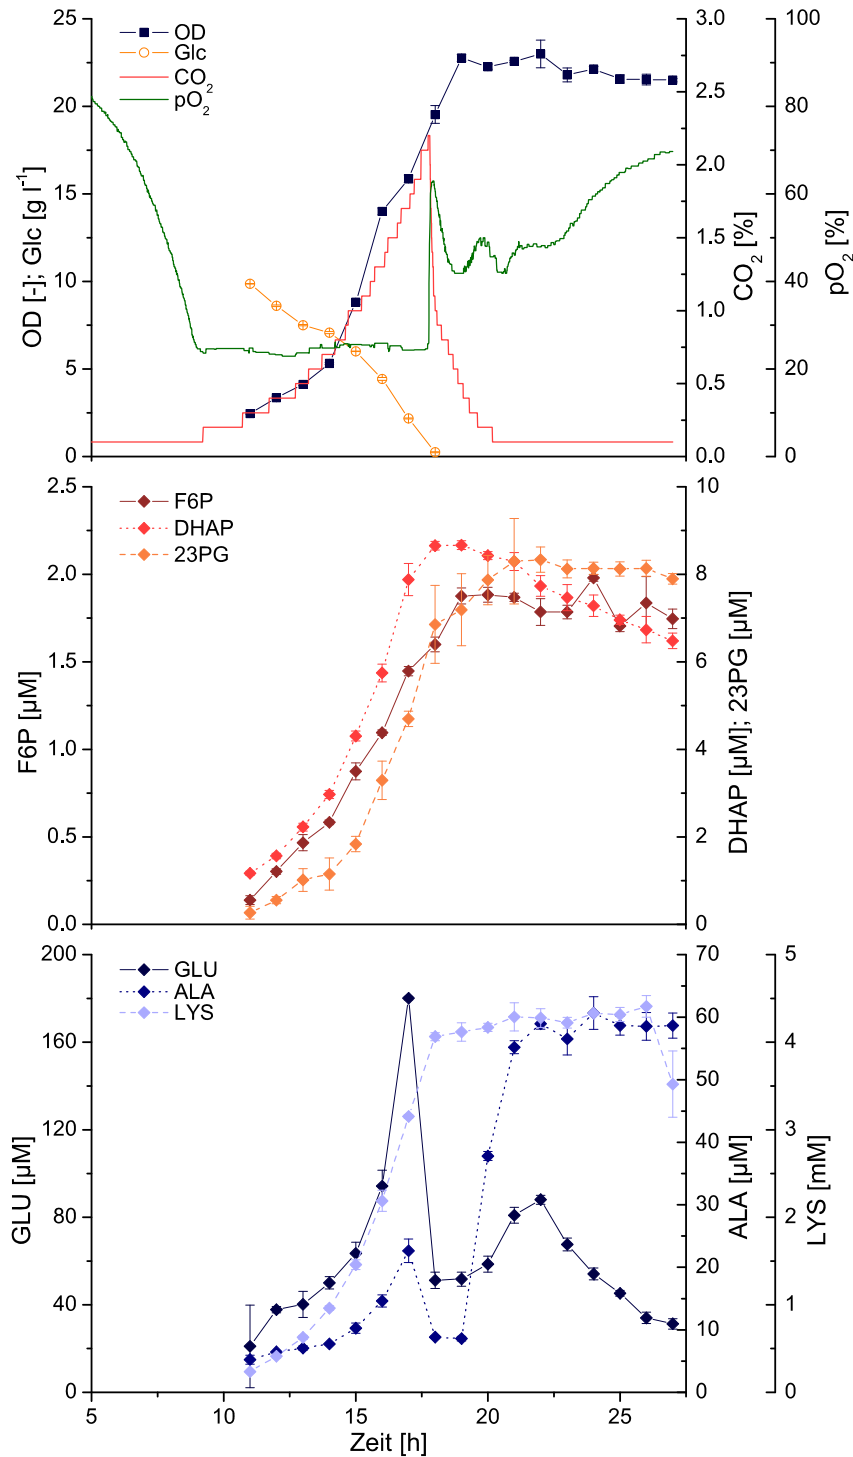 25
20
15
10
5
0
OD [-]; Glc [g l⁻¹]
OD
Glc
CO₂
pO₂
3.0
2.5
2.0
1.5
1.0
0.5
0.0
CO₂ [%]
100
80
60
40
20
0
pO₂ [%]
2.5
2.0
1.5
1.0
0.5
0.0
F6P [µM]
F6P
DHAP
23PG
10
8
6
4
2
0
DHAP [µM]; 23PG [µM]
200
160
120
80
40
0
GLU [µM]
GLU
ALA
LYS
70
60
50
40
30
20
10
0
ALA [µM]
5
4
3
2
1
0
LYS [mM]
5
10
15
20
25
Zeit [h]